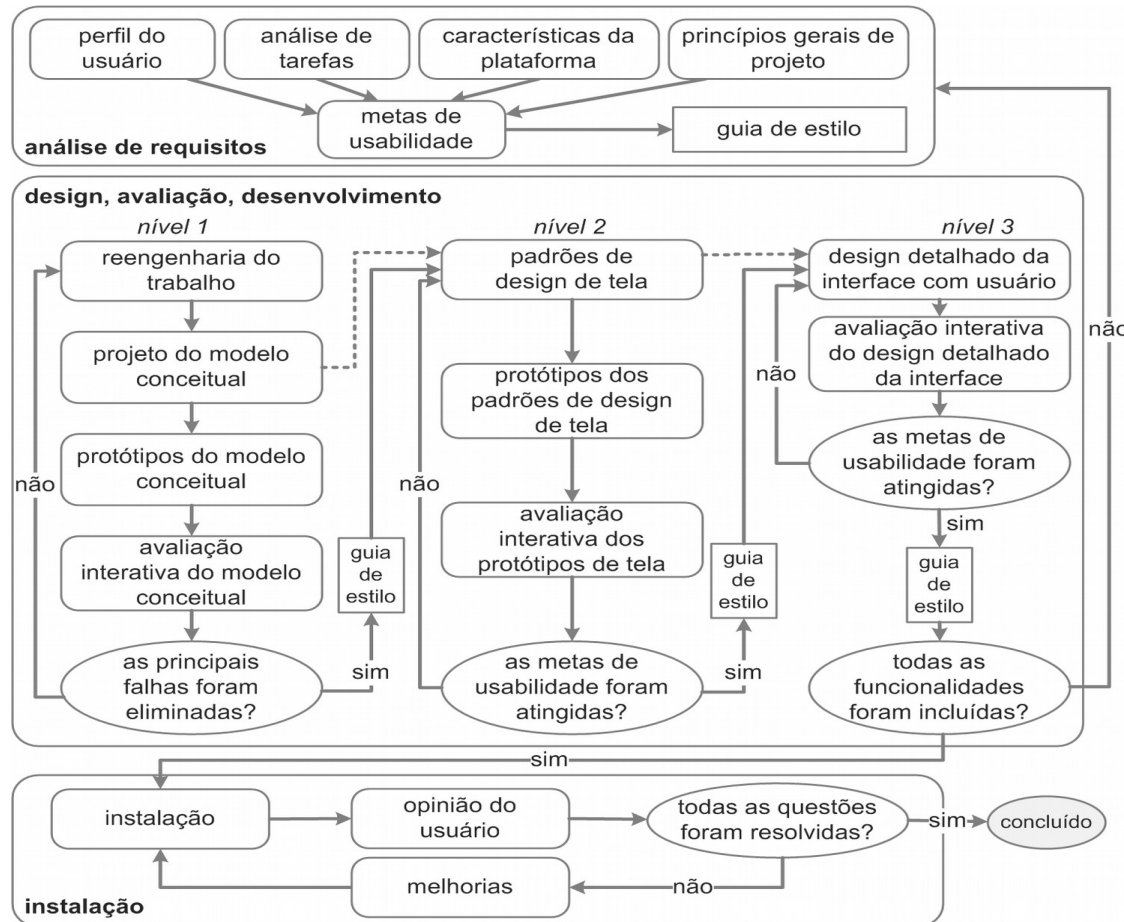 perfil do
usuário
análise de
tarefas
características da
plataforma
princípios gerais de
projeto
metas de
usabilidade
guia de estilo
análise de requisitos
design, avaliação, desenvolvimento
nível 1
reengenharia do
trabalho
projeto do modelo
conceitual
protótipos do modelo
conceitual
avaliação
interativa do modelo
conceitual
as principais
falhas foram
eliminadas?
não
sim
guia
de
estilo
nível 2
padrões de
design de tela
protótipos dos
padrões de design
de tela
avaliação
interativa dos
protótipos de tela
as metas de
usabilidade foram
atingidas?
não
sim
guia
de
estilo
nível 3
design detalhado da
interface com usuário
avaliação interativa
do design detalhado
da interface
as metas de
usabilidade foram
atingidas?
não
sim
guia
de
estilo
todas as
funcionalidades
foram incluídas?
não
sim
instalação
opinião do
usuário
todas as questões
foram resolvidas?
sim
concluído
não
melhorias
instalação